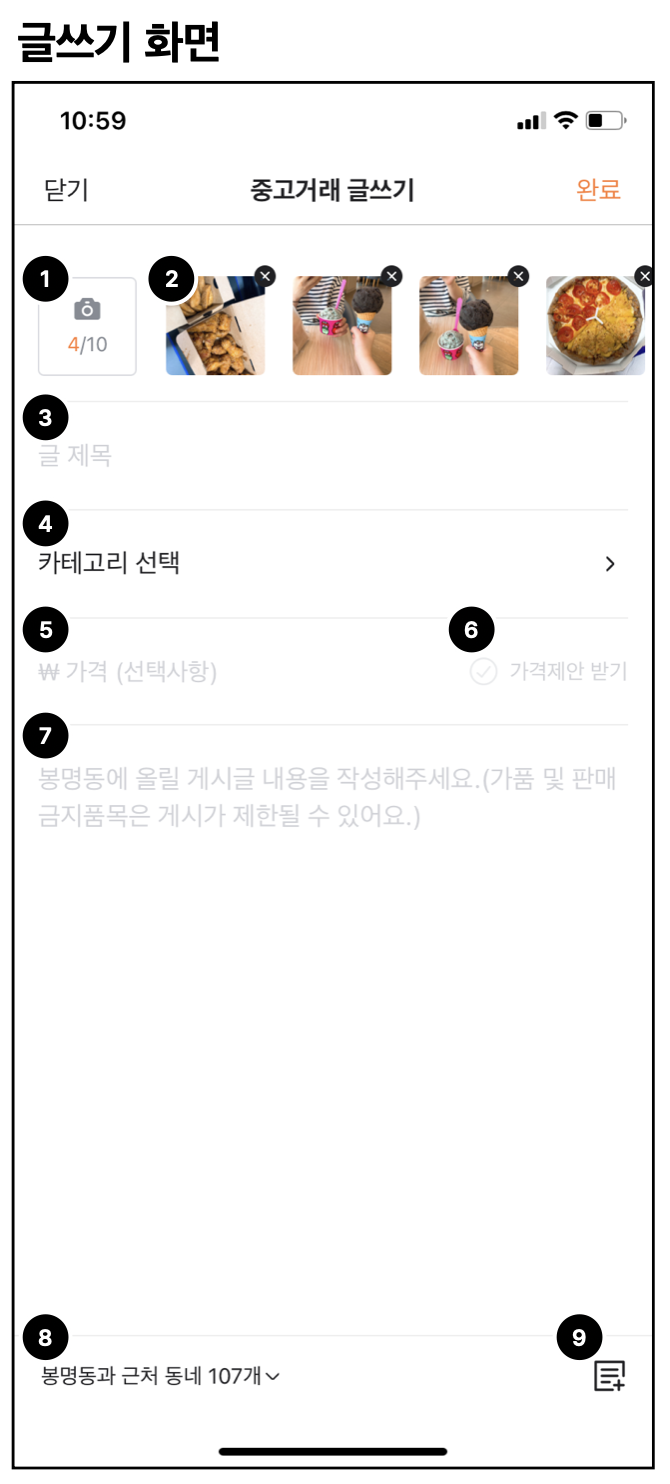 글쓰기 화면
10:59
닫기 중고거래 글쓰기 완료
1 2
4/10
3
글 제목
4
카테고리 선택
5 6
₩ 가격 (선택사항) 가격제안 받기
7
봉명동에 올릴 게시글 내용을 작성해주세요.(가품 및 판매
금지품목은 게시가 제한될 수 있어요.)
8 9
봉명동과 근처 동네 107개